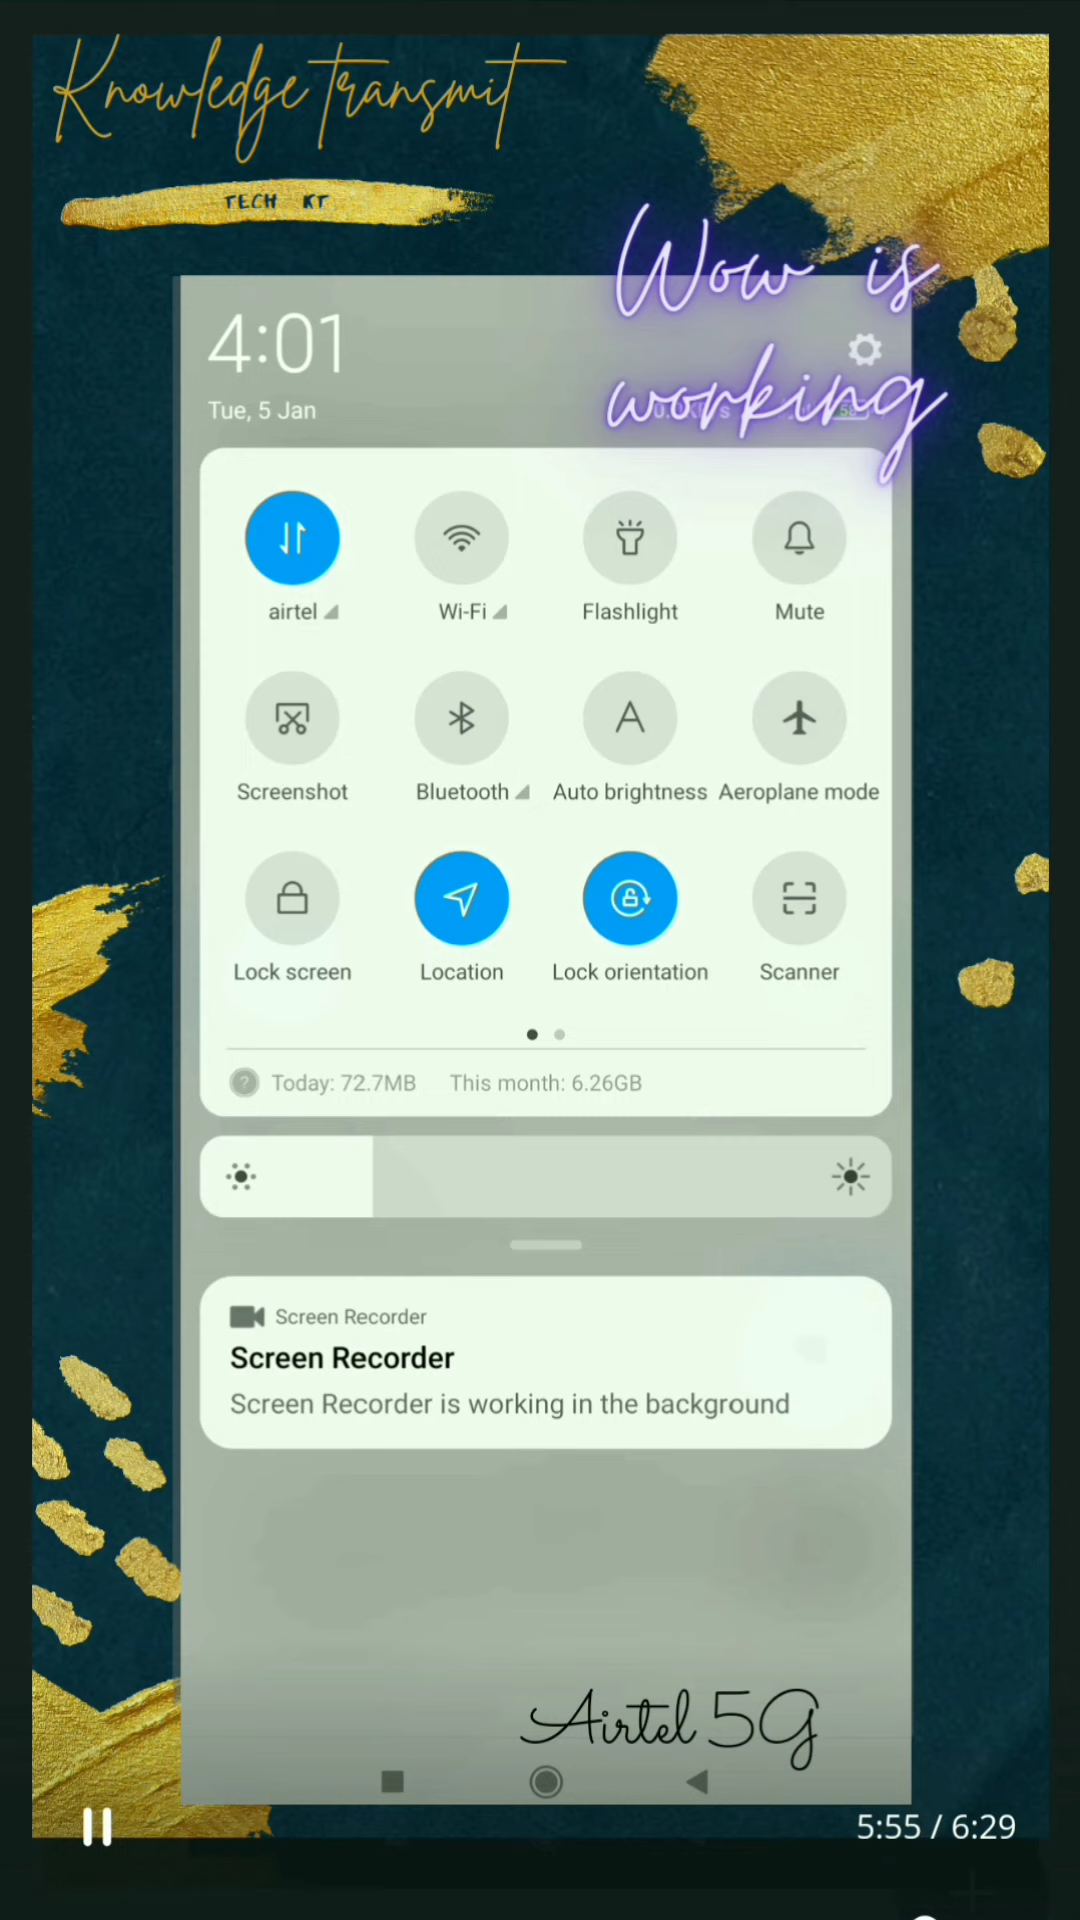 Knowledge transmit
TECH KT
Wow is
working
4:01
Tue, 5 Jan
airtel
Wi-Fi
Flashlight
Mute
Screenshot
Bluetooth
Auto brightness
Aeroplane mode
Lock screen
Location
Lock orientation
Scanner
Today: 72.7MB
This month: 6.26GB
Screen Recorder
Screen Recorder
Screen Recorder is working in the background
Airtel 5G
5:55 / 6:29